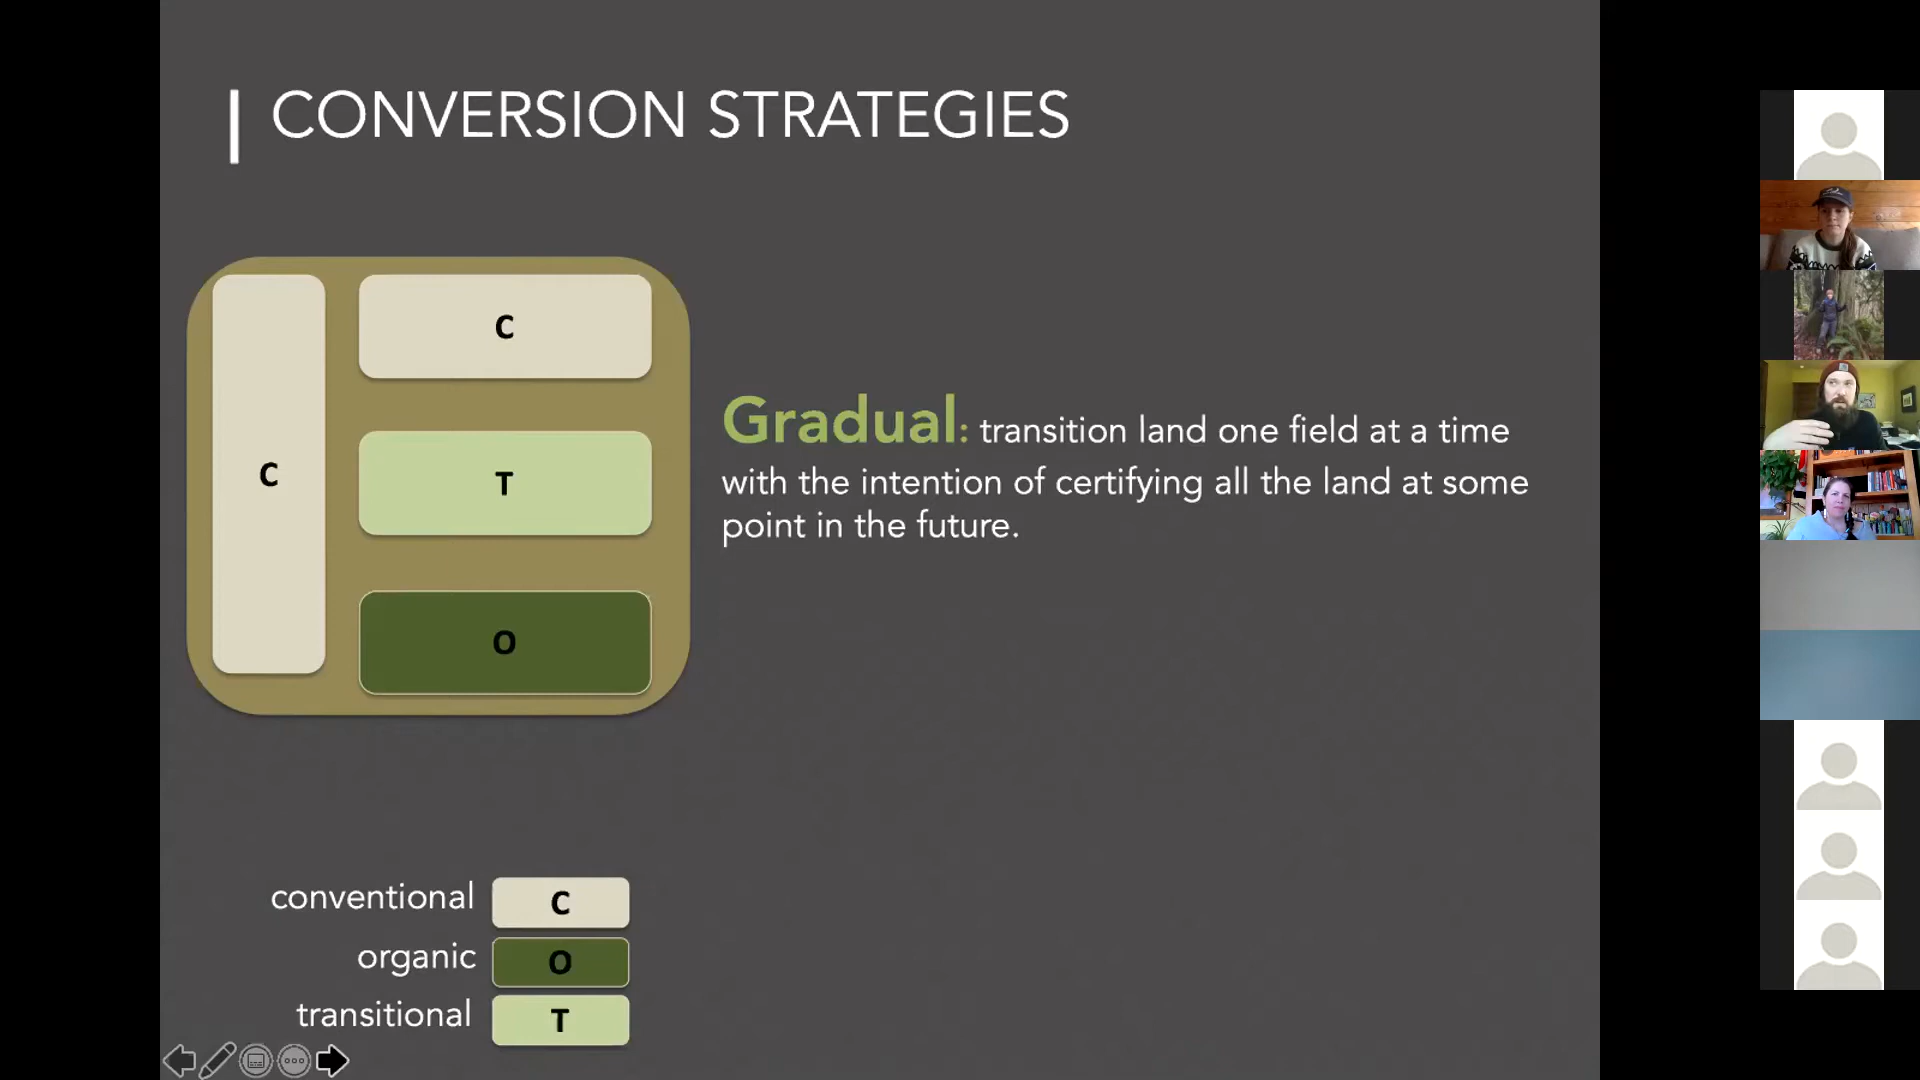 CONVERSION STRATEGIES
C
C
T
O
Gradual: transition land one field at a time
with the intention of certifying all the land at some
point in the future.
conventional C
organic O
transitional T